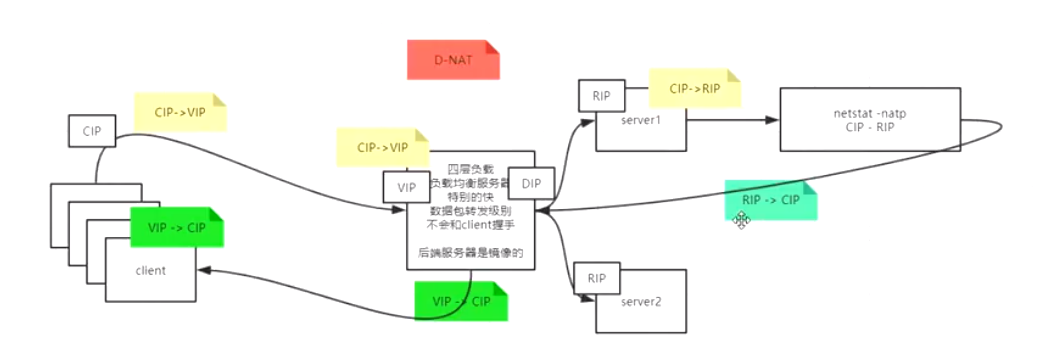 D-NAT
CIP->VIP
CIP
CIP->VIP
VIP
DIP
四层负载
负载均衡服务器
特别的快
数据包转发级别
不会和client握手
后端服务器是镜像的
RIP
CIP->RIP
server1
netstat -natp
CIP - RIP
RIP -> CIP
VIP -> CIP
client
VIP -> CIP
RIP
server2